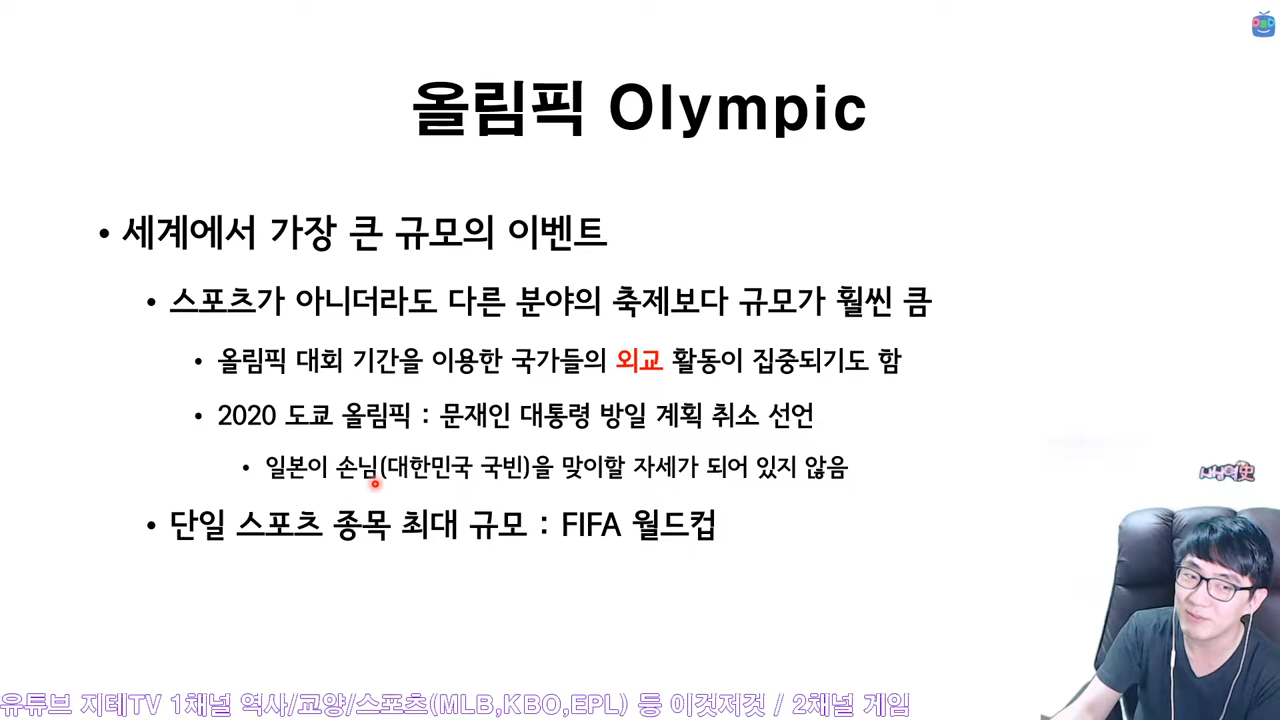 올림픽 Olympic
• 세계에서 가장 큰 규모의 이벤트
• 스포츠가 아니더라도 다른 분야의 축제보다 규모가 훨씬 큼
• 올림픽 대회 기간을 이용한 국가들의 외교 활동이 집중되기도 함
• 2020 도쿄 올림픽 : 문재인 대통령 방일 계획 취소 선언
• 일본이 손님(대한민국 국빈)을 맞이할 자세가 되어 있지 않음
• 단일 스포츠 종목 최대 규모 : FIFA 월드컵
유튜브 지테TV 1채널 역사/교양/스포츠(MLB,KBO,EPL) 등 이것저것 / 2채널 게임